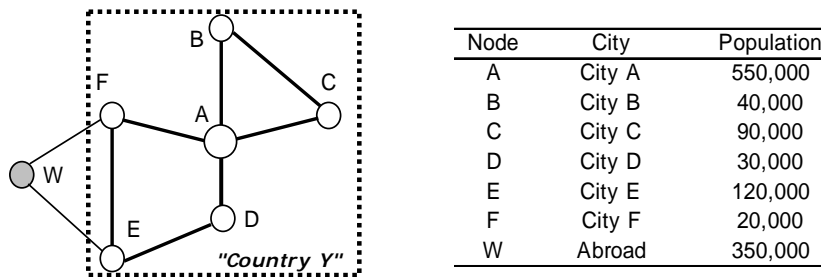 B
C
F
A
W
D
E
"Country Y"
Node City Population
A City A 550,000
B City B 40,000
C City C 90,000
D City D 30,000
E City E 120,000
F City F 20,000
W Abroad 350,000